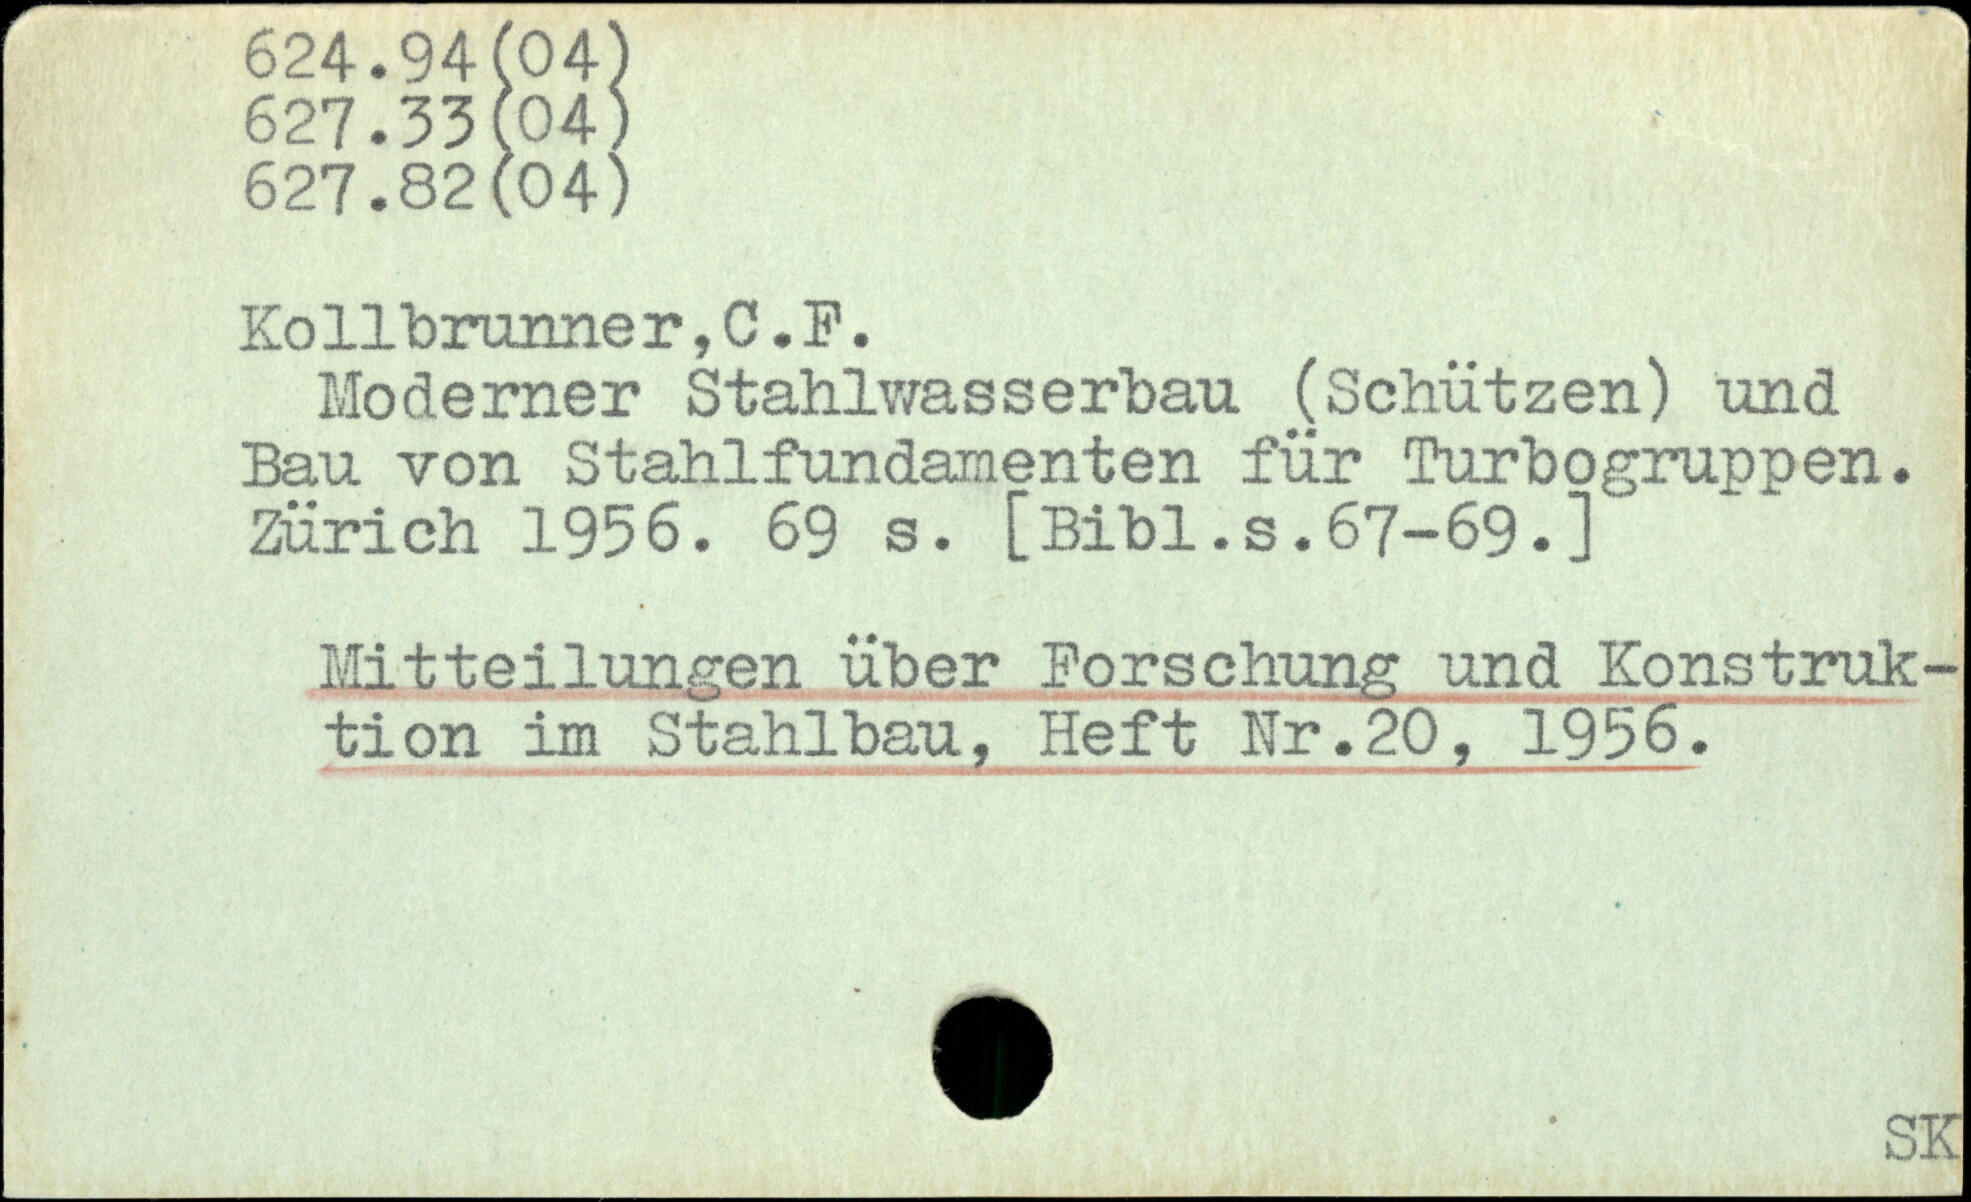 624.94(04)
627.33(04)
627.82(04)
Kollbrunner,C.F.
Moderner Stahlwasserbau (Schützen) und
Bau von Stahlfundamenten für Turbogruppen.
Zürich 1956. 69 s. [Bibl.s.67-69.]
Mitteilungen über Forschung und Konstruk-
tion im Stahlbau, Heft Nr.20, 1956.
SK